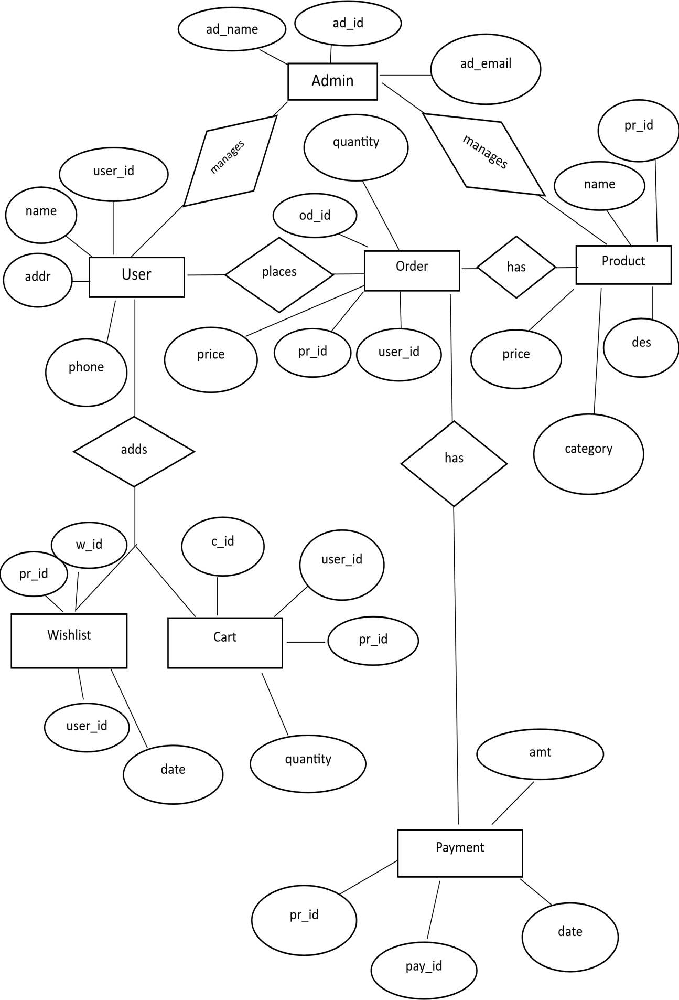 ad_name
ad_id
ad_email
Admin
manages
quantity
manages
pr_id
user_id
name
name
od_id
addr
User
places
Order
has
Product
phone
price
pr_id
user_id
price
des
adds
has
category
w_id
c_id
user_id
pr_id
Wishlist
Cart
pr_id
user_id
date
quantity
amt
Payment
pr_id
pay_id
date